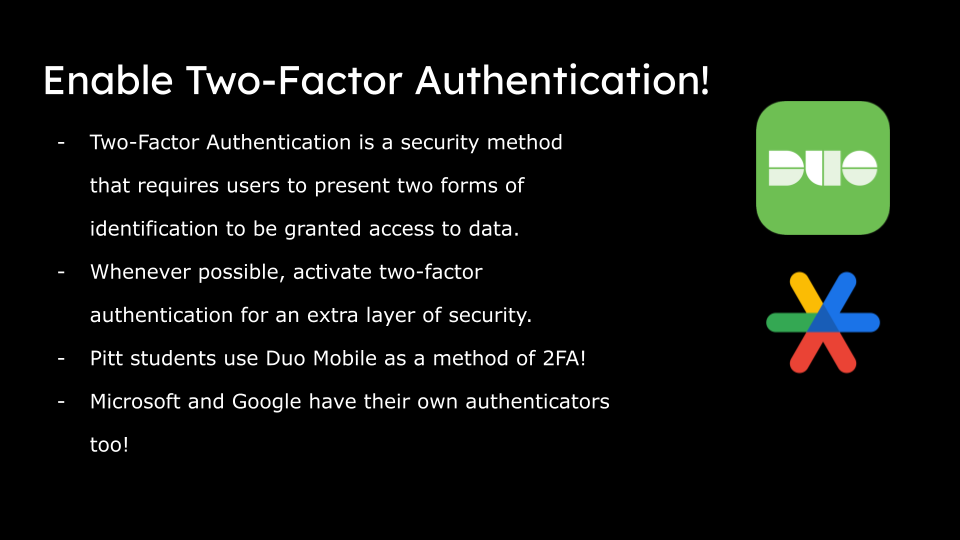 Enable Two-Factor Authentication!
- Two-Factor Authentication is a security method
that requires users to present two forms of
identification to be granted access to data.
- Whenever possible, activate two-factor
authentication for an extra layer of security.
- Pitt students use Duo Mobile as a method of 2FA!
- Microsoft and Google have their own authenticators
too!
DUO